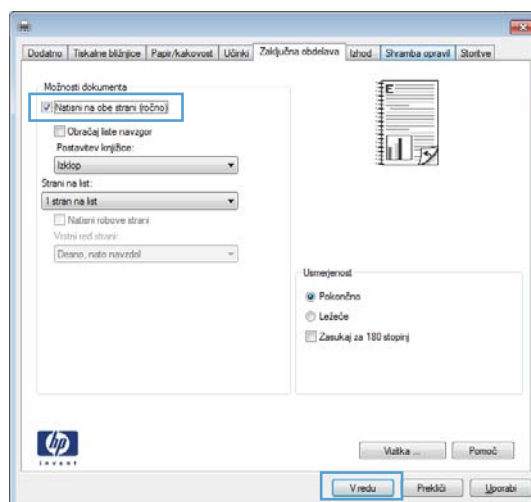 Dodatno Tiskalne bližnjice Papir/kakovost Učinki Zaključna obdelava Izhod Shramba opravil Storitve
Možnosti dokumenta
Natisni na obe strani (ročno)
Obračaj liste navzgor
Postavitev knjižice:
Izklop
Strani na list:
1 stran na list
Natisni robove strani
Vrstni red strani:
Desno, nato navzdol
E
Usmerjenost
Pokončno
Ležeče
Zasukaj za 180 stopinj
hp
invent
Vizitka ... Pomoč
V redu Prekliči Uporabi